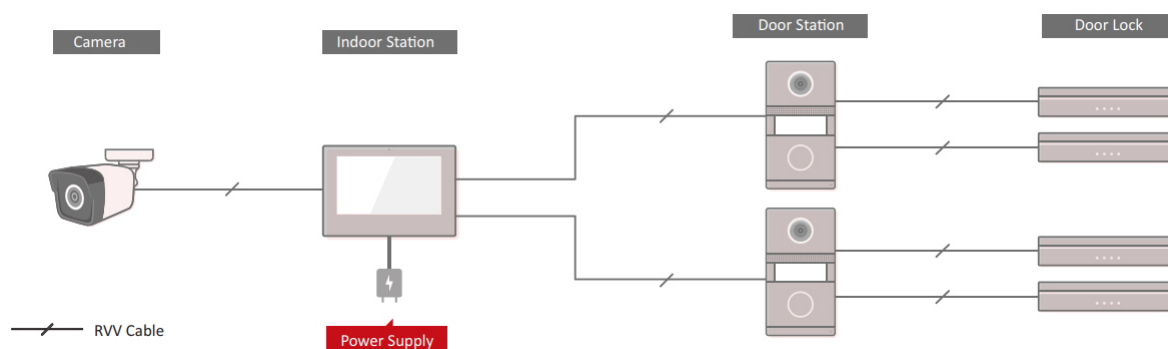 Camera
Indoor Station
Door Station
Door Lock
RVV Cable
Power Supply